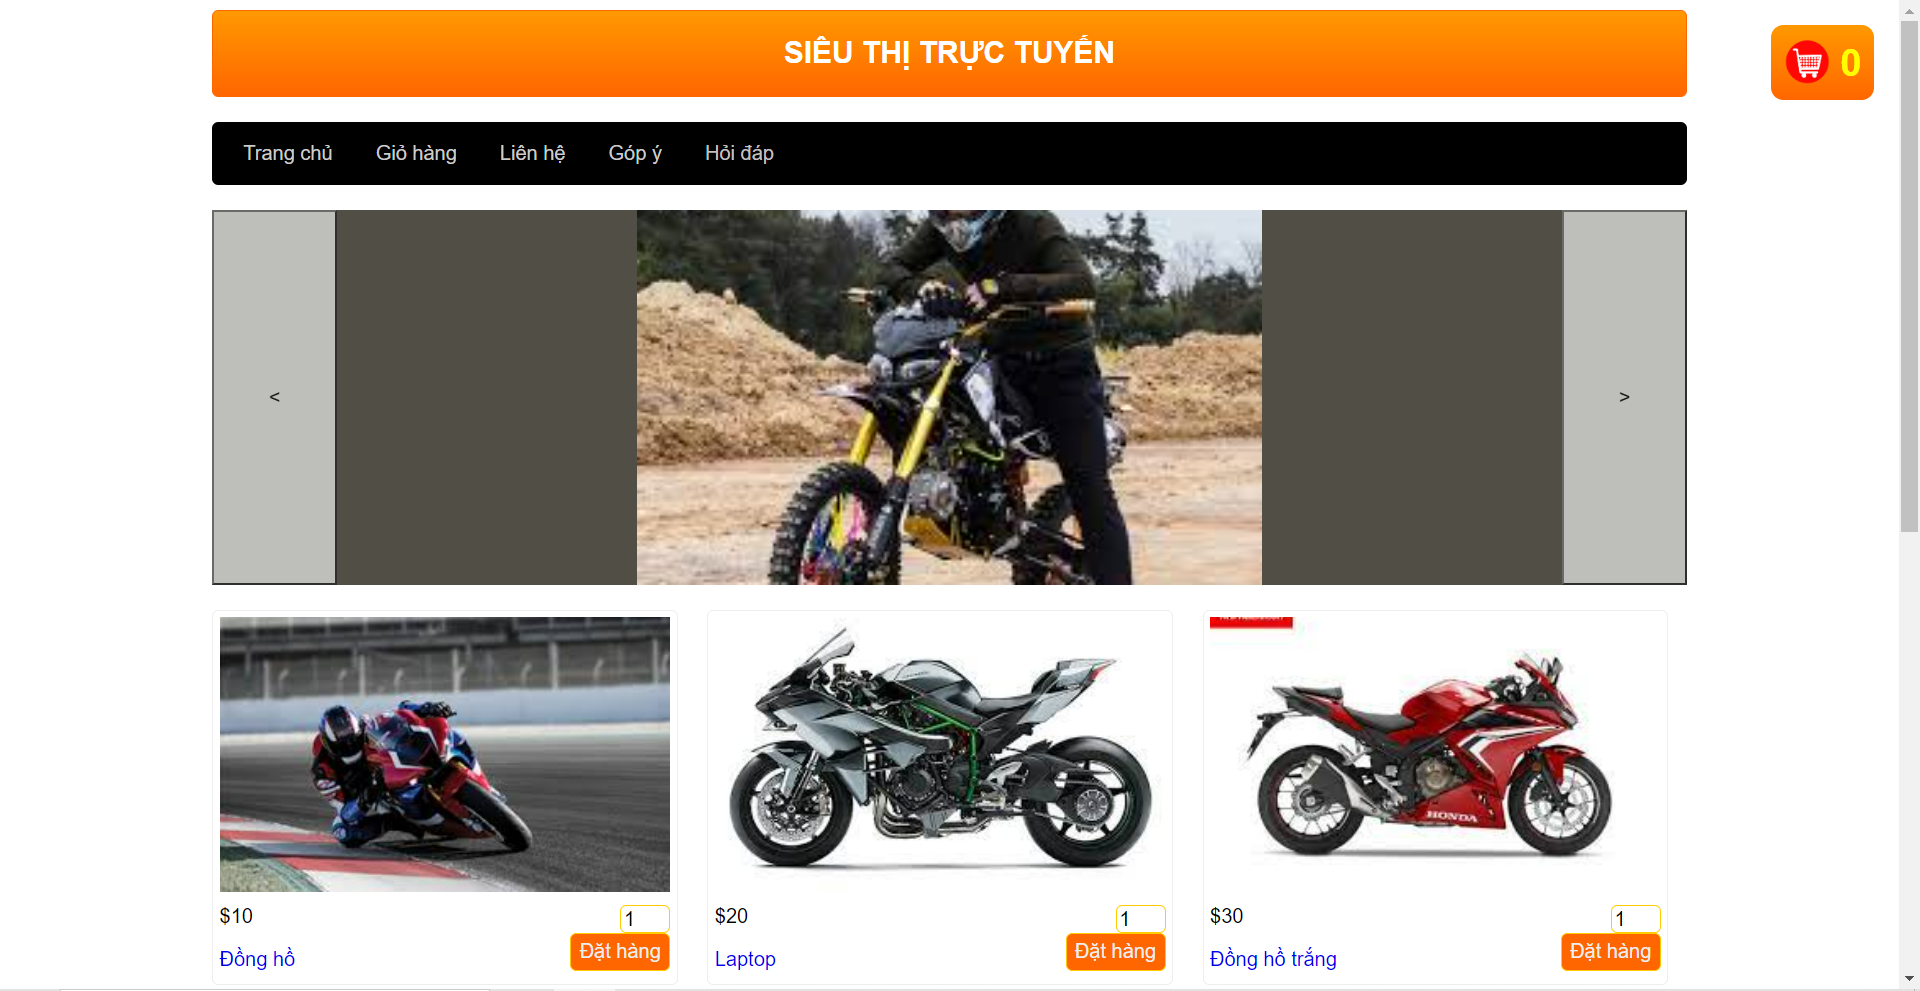 SIÊU THỊ TRỰC TUYẾN
0
Trang chủ Giỏ hàng Liên hệ Góp ý Hỏi đáp
< >
HONDA
$10 1
Đồng hồ Đặt hàng
$20 1
Laptop Đặt hàng
$30 1
Đồng hồ trắng Đặt hàng